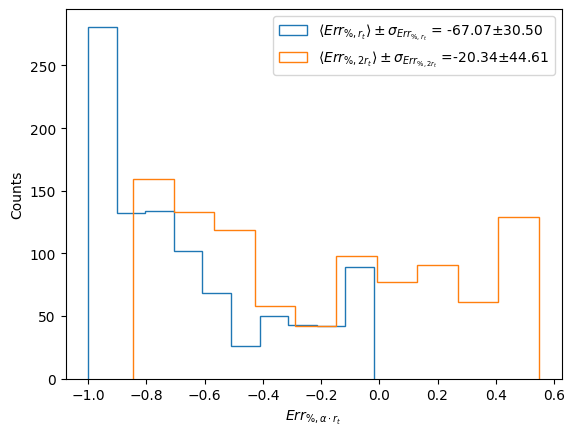 ⟨Err%, rt⟩ ± σErr%, rt = -67.07±30.50
⟨Err%, 2rt⟩ ± σErr%, 2rt =-20.34±44.61
250
200
150
100
50
0
Counts
−1.0 −0.8 −0.6 −0.4 −0.2 0.0 0.2 0.4 0.6
Err%, α · rt